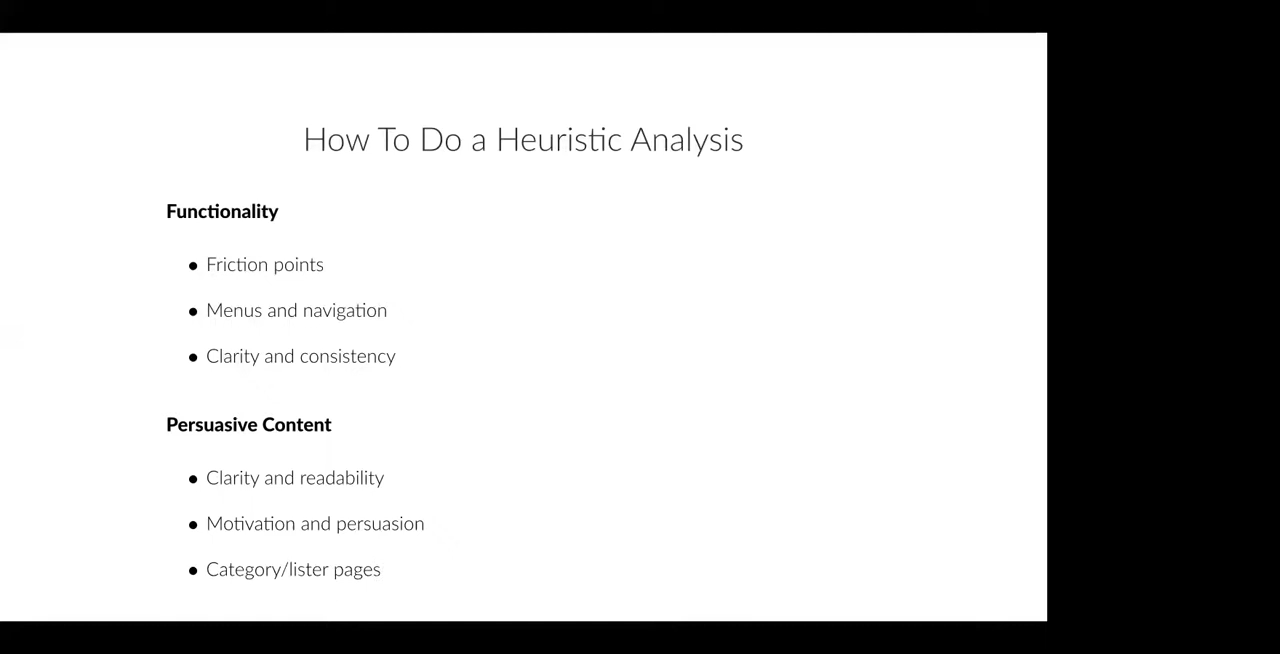 How To Do a Heuristic Analysis
Functionality
● Friction points
● Menus and navigation
● Clarity and consistency
Persuasive Content
● Clarity and readability
● Motivation and persuasion
● Category/lister pages